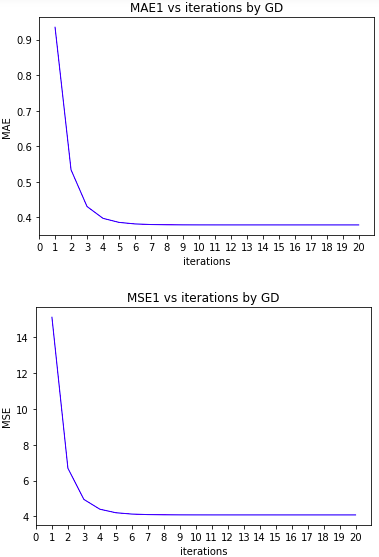 MAE1 vs iterations by GD
0.9
0.8
0.7
0.6
0.5
0.4
MAE
0 1 2 3 4 5 6 7 8 9 10 11 12 13 14 15 16 17 18 19 20
iterations
MSE1 vs iterations by GD
14
12
10
8
6
4
MSE
0 1 2 3 4 5 6 7 8 9 10 11 12 13 14 15 16 17 18 19 20
iterations